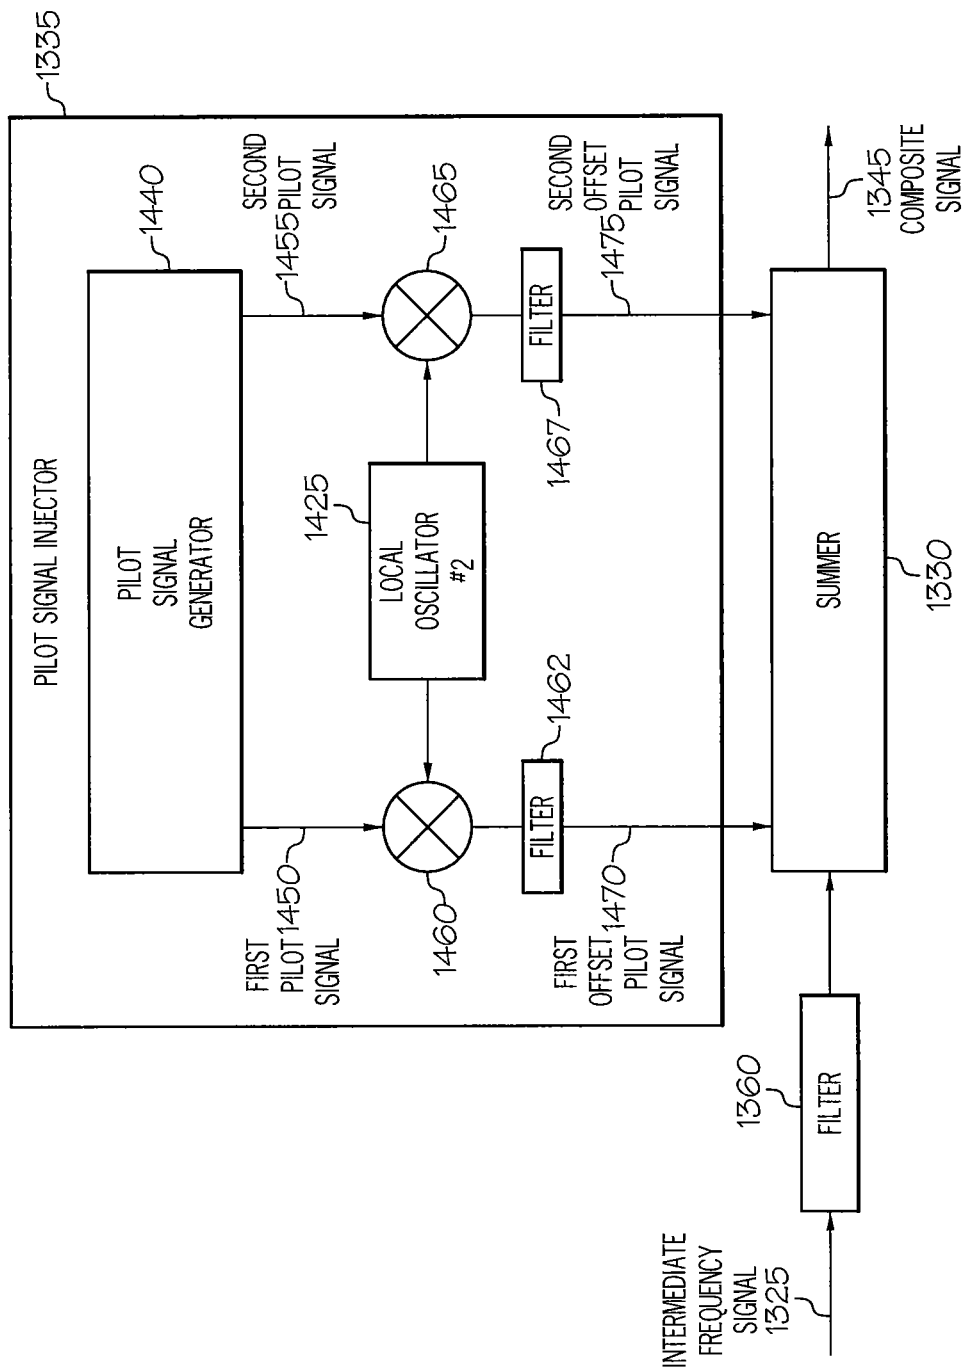 1335
PILOT SIGNAL INJECTOR
1440
PILOT
SIGNAL
GENERATOR
FIRST
PILOT
SIGNAL
1450
1455
SECOND
PILOT
SIGNAL
1425
LOCAL
OSCILLATOR
#2
1460
1465
FILTER
1462
FILTER
1467
FIRST
OFFSET
PILOT
SIGNAL
1470
1475
SECOND
OFFSET
PILOT
SIGNAL
INTERMEDIATE
FREQUENCY
SIGNAL
1325
1360
FILTER
SUMMER
1330
1345
COMPOSITE
SIGNAL